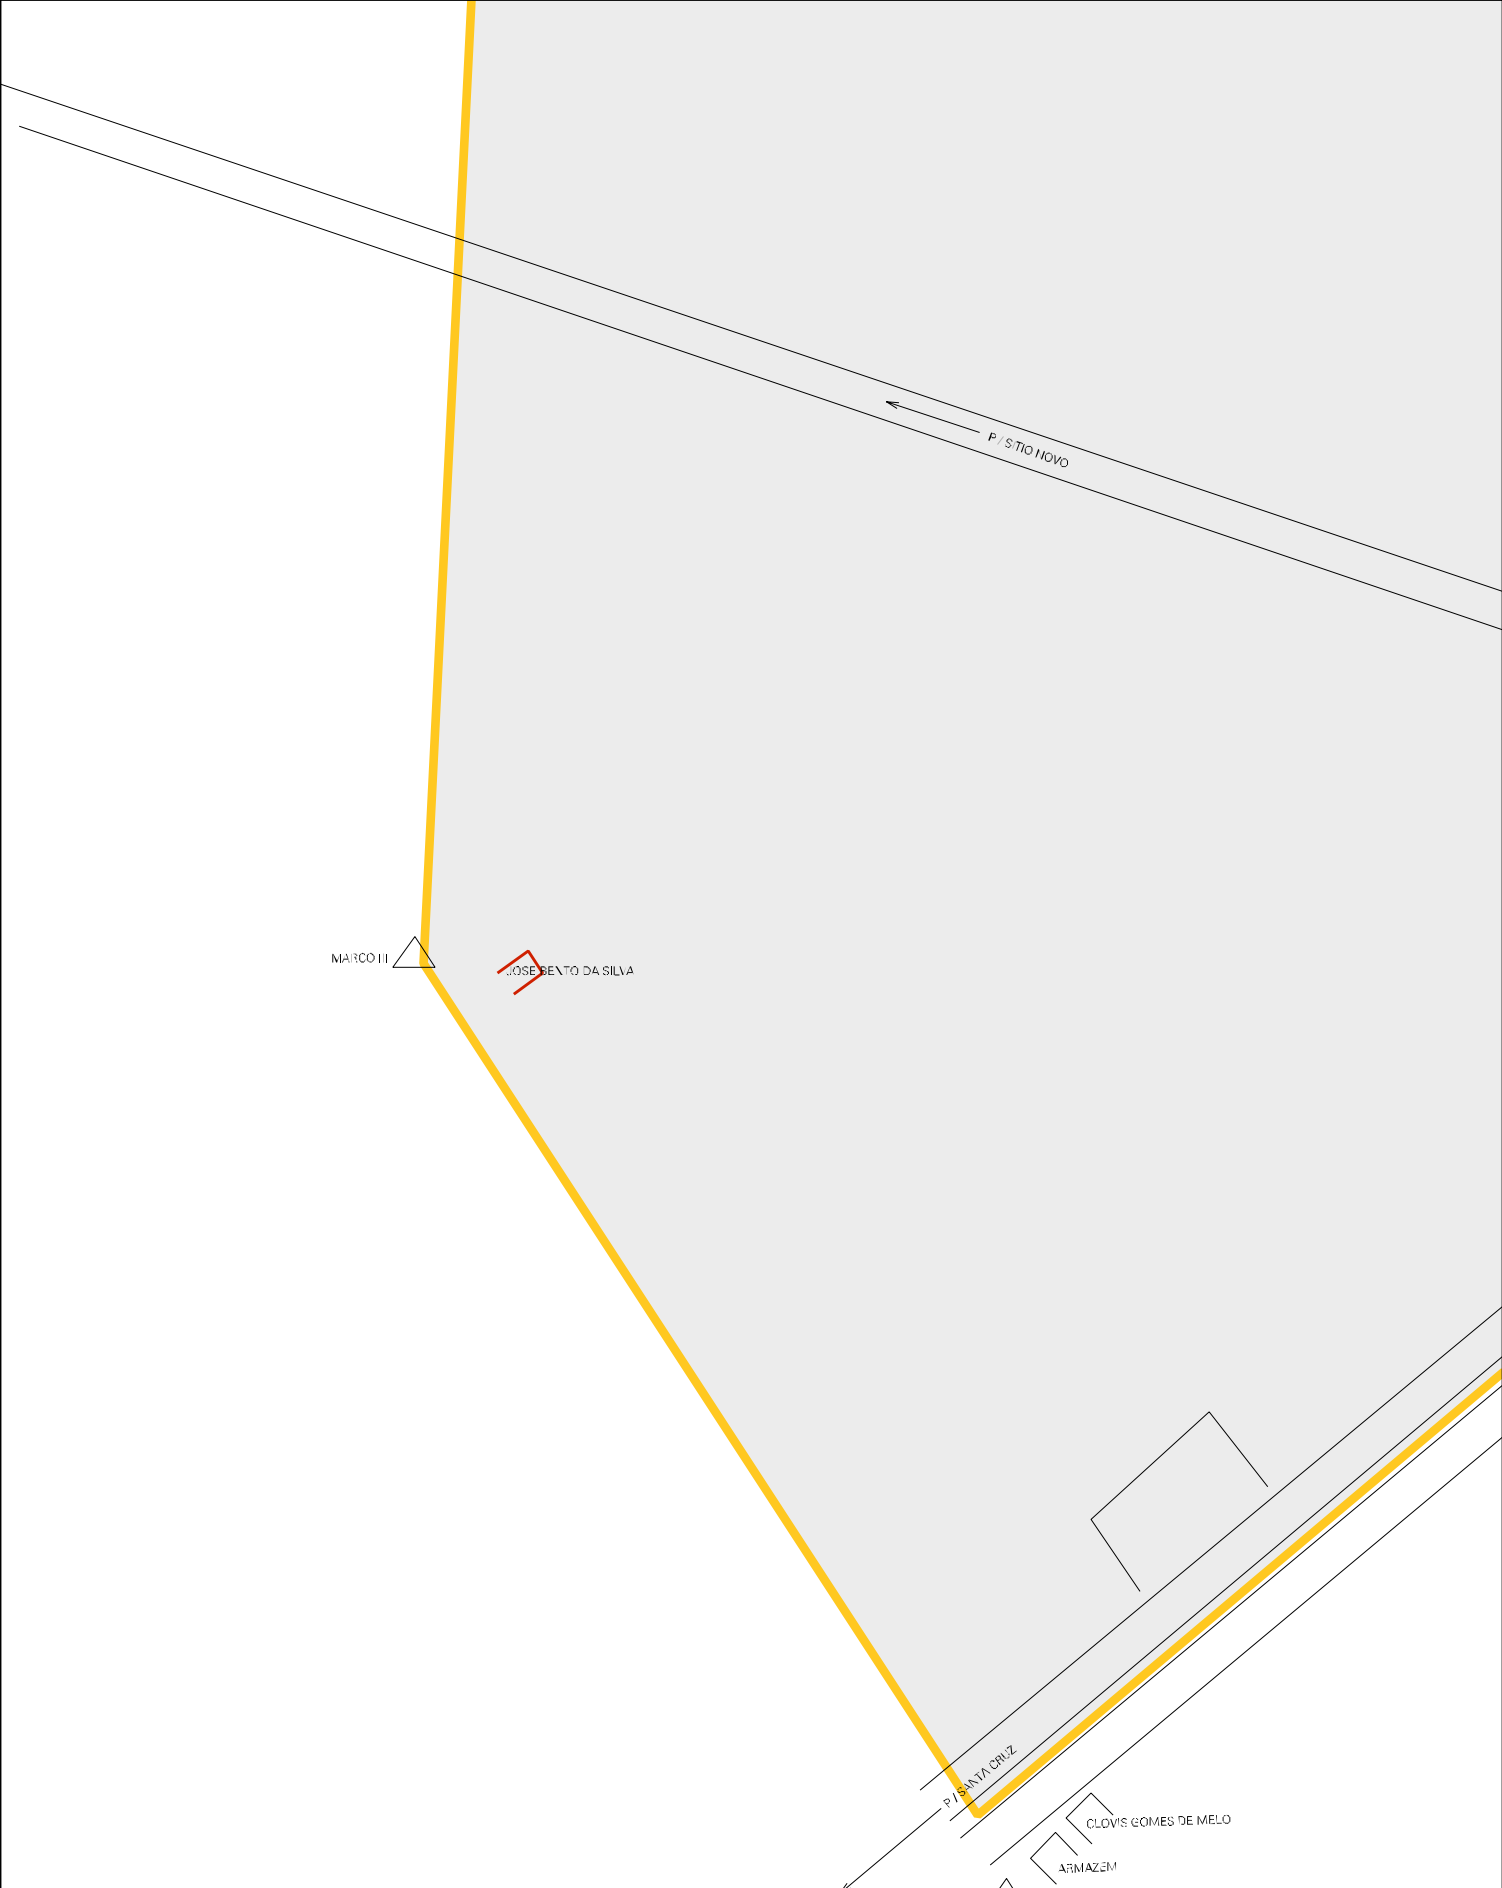 P / SITIO NOVO
MARCO III
JOSE BENTO DA SILVA
P / SANTA CRUZ
CLOVIS GOMES DE MELO
ARMAZEM